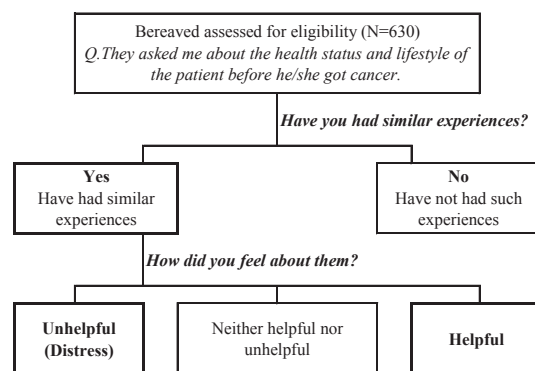 Bereaved assessed for eligibility (N=630)
Q.They asked me about the health status and lifestyle of
the patient before he/she got cancer.
Have you had similar experiences?
Yes
Have had similar
experiences
No
Have not had such
experiences
How did you feel about them?
Unhelpful
(Distress)
Neither helpful nor
unhelpful
Helpful